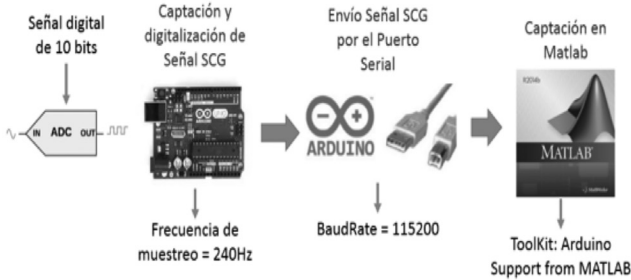 Señal digital
de 10 bits
IN ADC OUT
Captación y
digitalización de
Señal SCG
Frecuencia de
muestreo = 240Hz
Envío Señal SCG
por el Puerto
Serial
ARDUINO
BaudRate = 115200
Captación en
Matlab
MATLAB
ToolKit: Arduino
Support from MATLAB